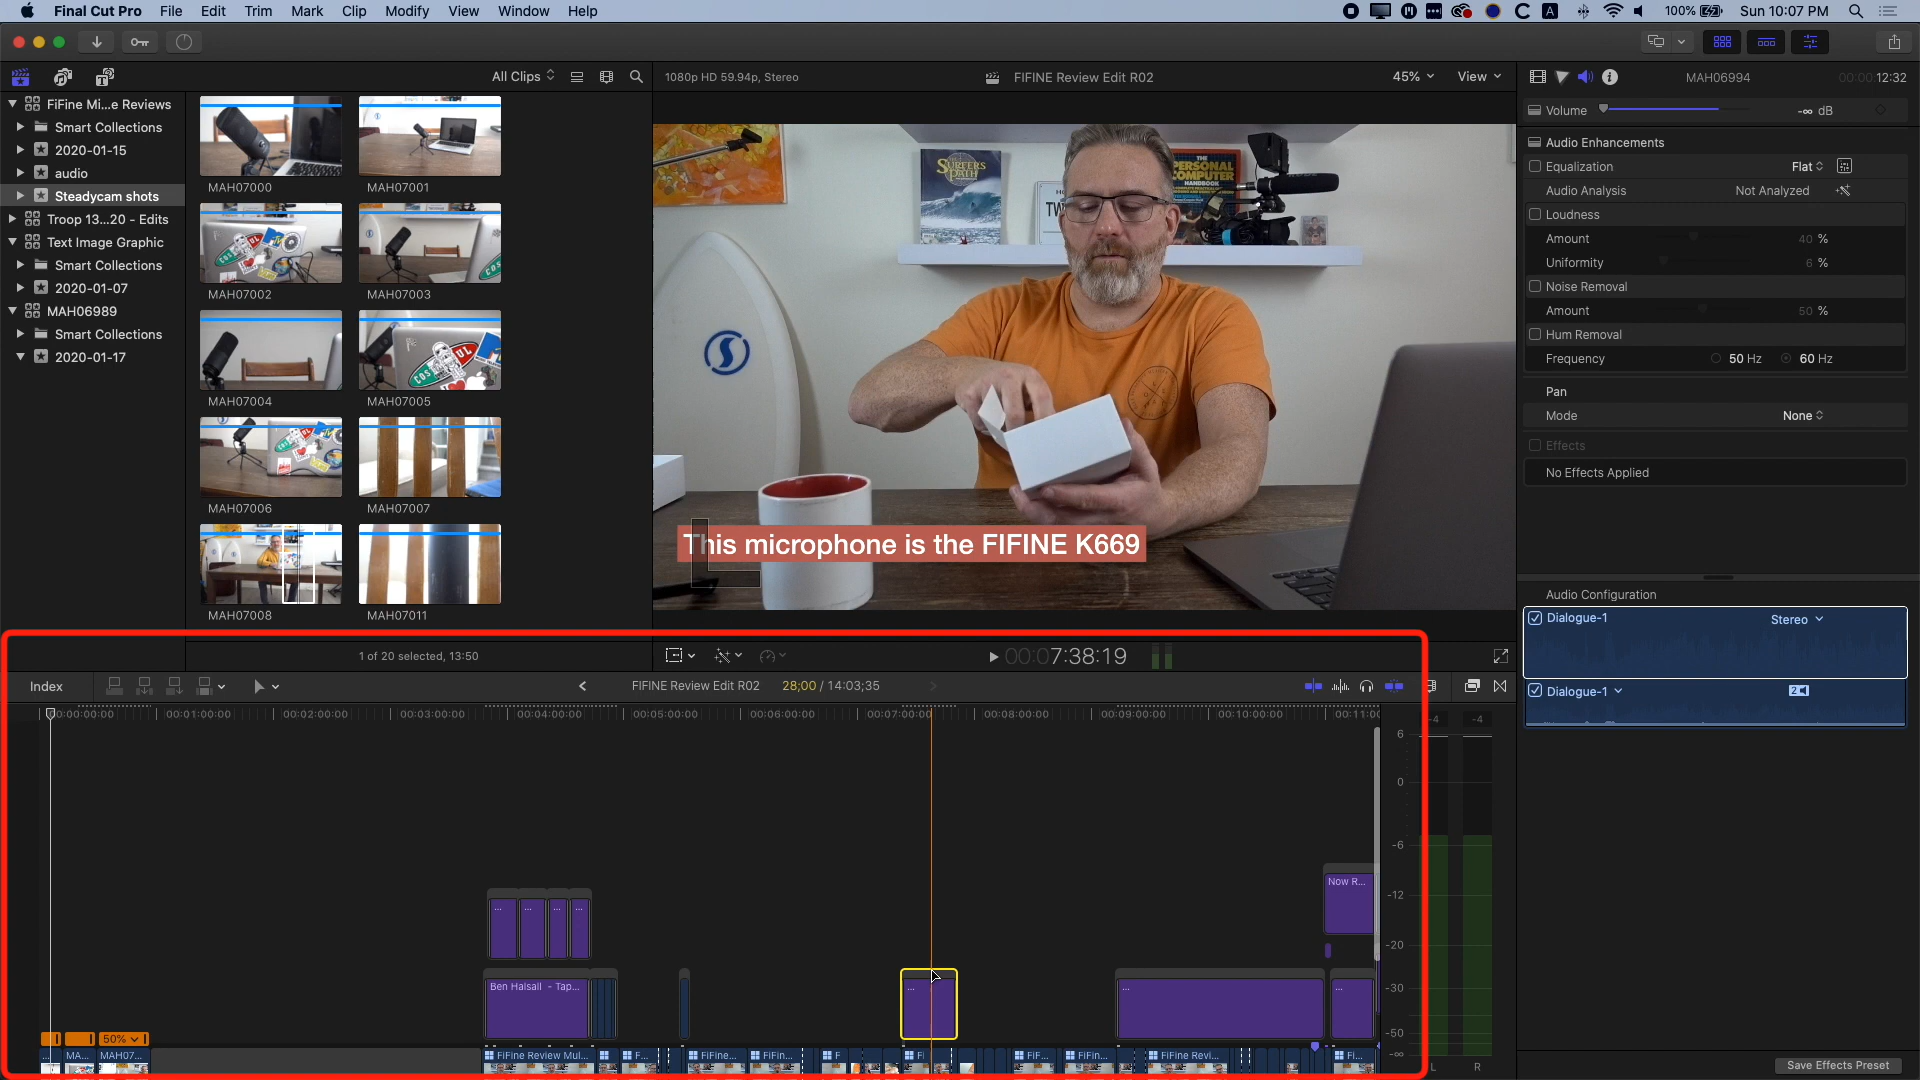 Final Cut Pro File Edit Trim Mark Clip Modify View Window Help 100% Sun 10:07 PM
All Clips 1080p HD 59.94p, Stereo FIFINE Review Edit R02 45% View MAH06994 00:00:12:32
FiFine Mi...e Reviews
Smart Collections
2020-01-15
audio
Steadycam shots
Troop 13...20 - Edits
Text Image Graphic
Smart Collections
2020-01-07
MAH06989
Smart Collections
2020-01-17
MAH07000 MAH07001
MAH07002 MAH07003
MAH07004 MAH07005
MAH07006 MAH07007
MAH07008 MAH07011
THE SURFER'S PATH
THE PERSONAL COMPUTER HANDBOOK
This microphone is the FIFINE K669
Volume -∞ dB
Audio Enhancements
Equalization Flat
Audio Analysis Not Analyzed
Loudness
Amount 40 %
Uniformity 6 %
Noise Removal
Amount 50 %
Hum Removal
Frequency 50 Hz 60 Hz
Pan
Mode None
Effects
No Effects Applied
Audio Configuration
Dialogue-1 Stereo
Dialogue-1 2
Save Effects Preset
1 of 20 selected, 13:50 00:07:38:19
Index FIFINE Review Edit R02 28;00 / 14:03;35
00:00:00:00 00:01:00:00 00:02:00:00 00:03:00:00 00:04:00:00 00:05:00:00 00:06:00:00 00:07:00:00 00:08:00:00 00:09:00:00 00:10:00:00 00:11:0
-4 -4
6
0
-6
-12
-20
-30
-50
-∞ L R
Now R...
... ... ... ...
Ben Halsall - Tap... ... ... ...
50%
... MA... MAH07... FiFine Review Mul... F... FiFine... FiFin... F Fi FiF... FiFin... FiFine Revi... Fi...